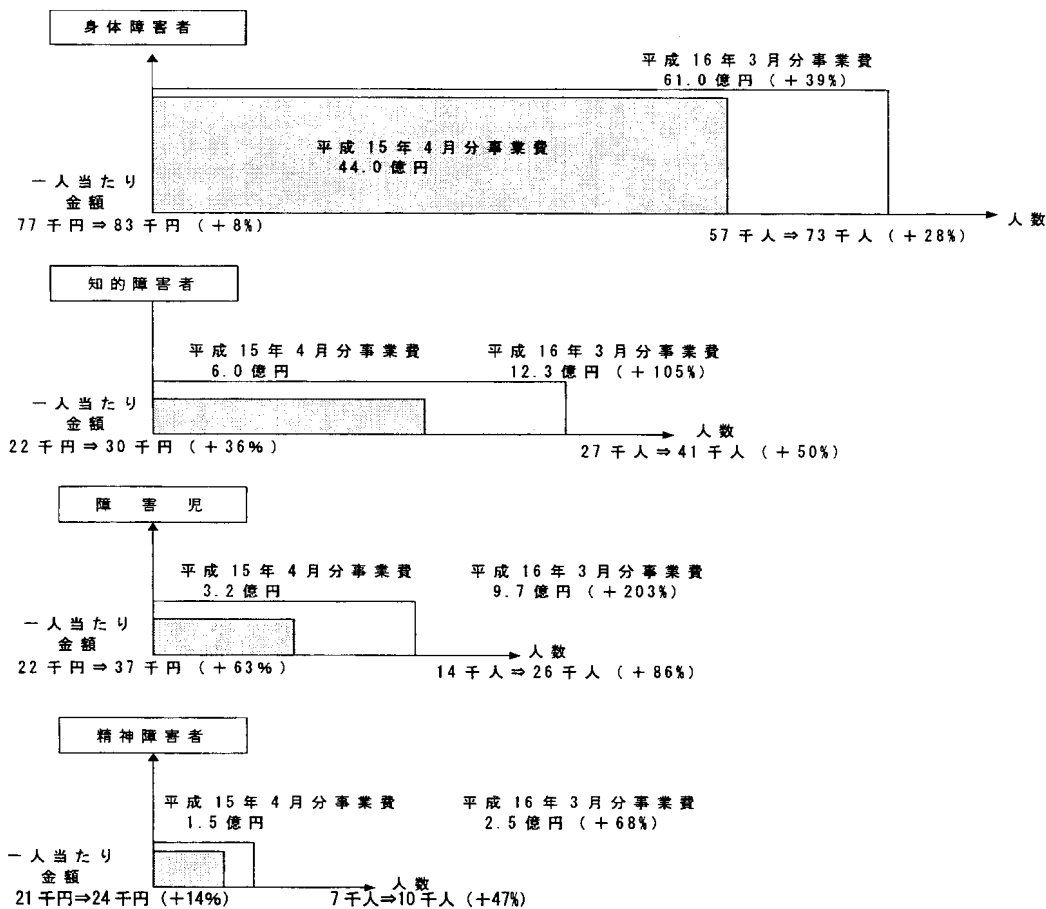 身体障害者
平成 16年 3月分事業費
61.0億円 (+39%)
平成 15年 4月分事業費
44.0億円
一人当たり
金額
77千円⇒83千円 (+8%)
人数
57千人⇒73千人 (+28%)
知的障害者
平成 15年 4月分事業費
6.0億円
平成 16年 3月分事業費
12.3億円 (+105%)
一人当たり
金額
22千円⇒30千円 (+36%)
人数
27千人⇒41千人 (+50%)
障害児
平成 15年 4月分事業費
3.2億円
平成 16年 3月分事業費
9.7億円 (+203%)
一人当たり
金額
22千円⇒37千円 (+63%)
人数
14千人⇒26千人 (+86%)
精神障害者
平成 15年 4月分事業費
1.5億円
平成 16年 3月分事業費
2.5億円 (+68%)
一人当たり
金額
21千円⇒24千円 (+14%)
人数
7千人⇒10千人 (+47%)